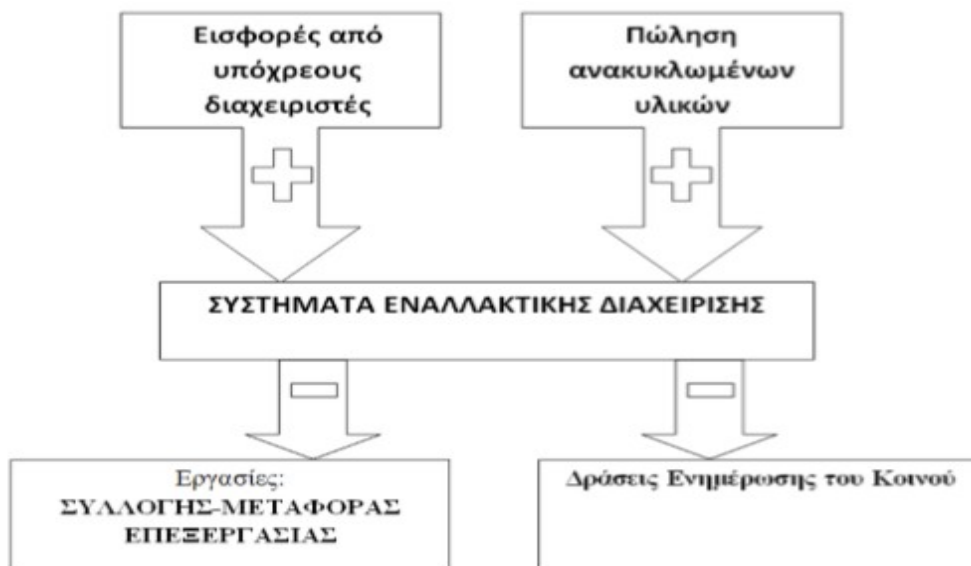 Εισφορές από
υπόχρεους
διαχειριστές
Πώληση
ανακυκλωμένων
υλικών
ΣΥΣΤΗΜΑΤΑ ΕΝΑΛΛΑΚΤΙΚΗΣ ΔΙΑΧΕΙΡΙΣΗΣ
Εργασίες:
ΣΥΛΛΟΓΗΣ-ΜΕΤΑΦΟΡΑΣ
ΕΠΕΞΕΡΓΑΣΙΑΣ
Δράσεις Ενημέρωσης του Κοινού